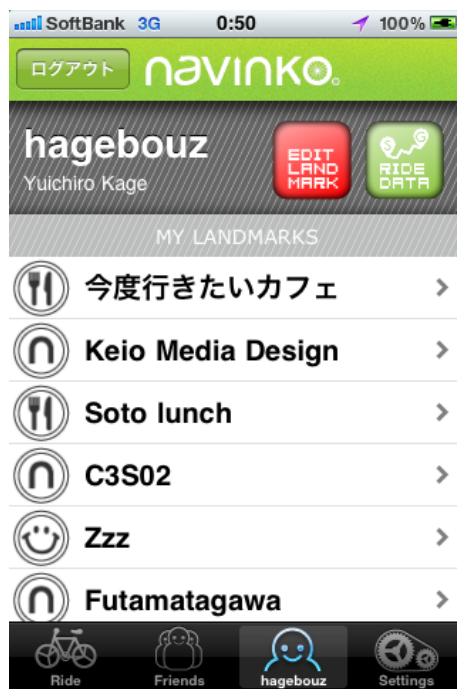 SoftBank 3G 0:50 100%
ログアウト navinko
hagebouz
Yuichiro Kage
EDIT LAND MARK
S G RIDE DATA
MY LANDMARKS
今度行きたいカフェ
Keio Media Design
Soto lunch
C3S02
Zzz
Futamatagawa
Ride Friends hagebouz Settings